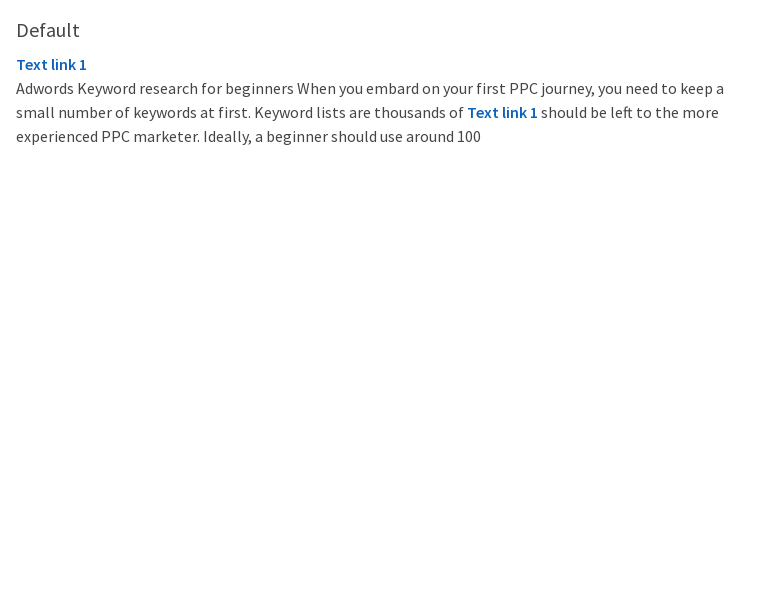 Default
Text link 1
Adwords Keyword research for beginners When you embard on your first PPC journey, you need to keep a
small number of keywords at first. Keyword lists are thousands of Text link 1 should be left to the more
experienced PPC marketer. Ideally, a beginner should use around 100